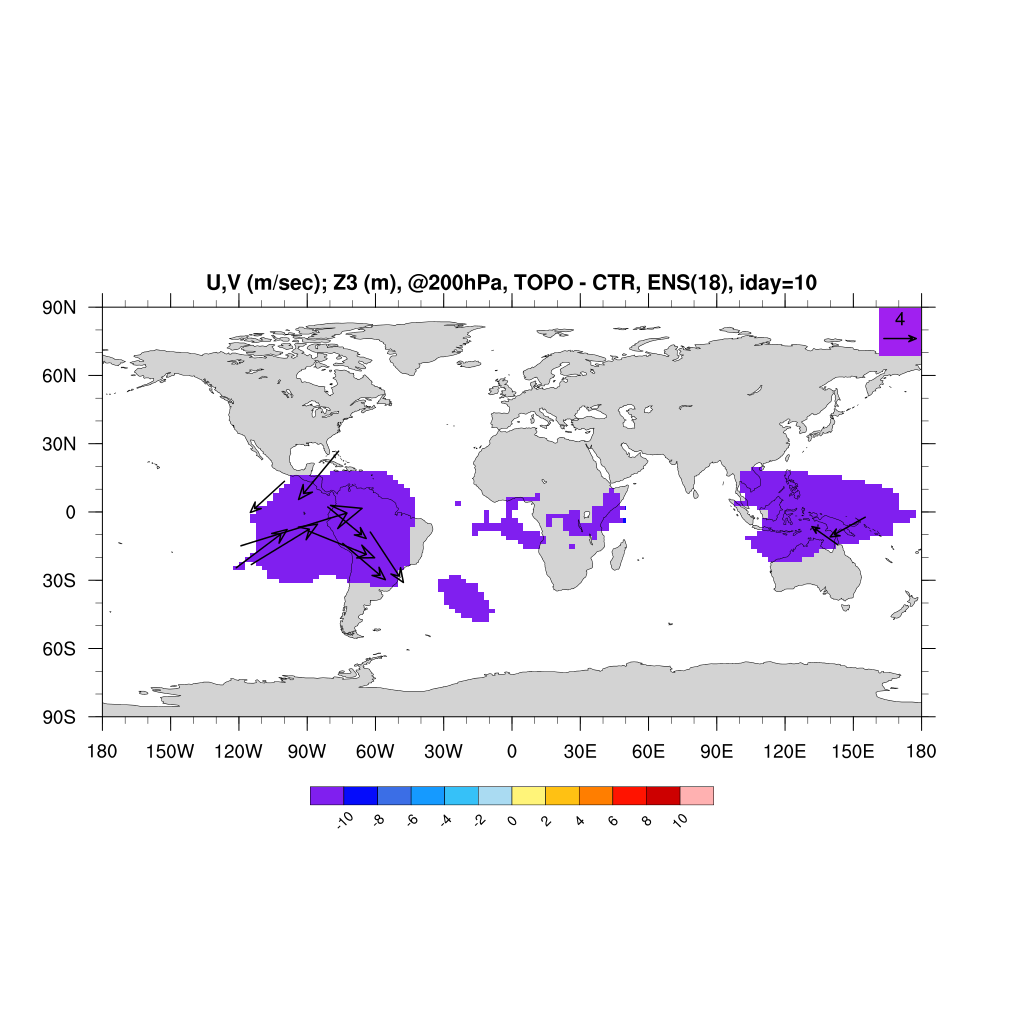 U,V (m/sec); Z3 (m), @200hPa, TOPO - CTR, ENS(18), iday=10
4
90N
60N
30N
0
30S
60S
90S
180 150W 120W 90W 60W 30W 0 30E 60E 90E 120E 150E 180
-10 -8 -6 -4 -2 0 2 4 6 8 10